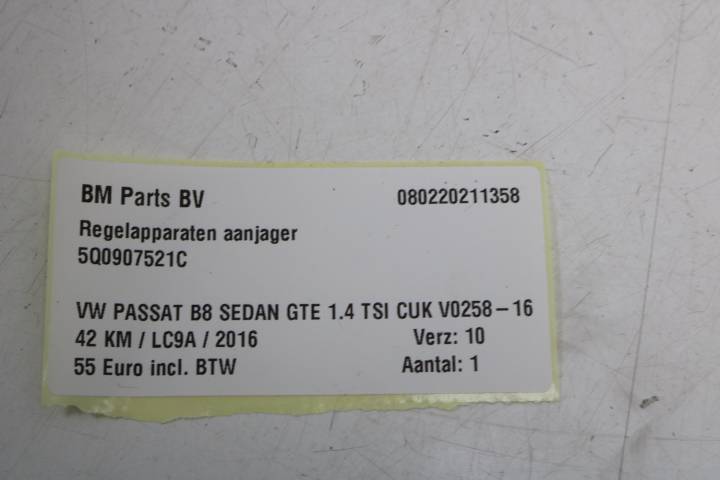 BM Parts BV 080220211358
Regelapparaten aanjager
5Q0907521C
VW PASSAT B8 SEDAN GTE 1.4 TSI CUK V0258-16
42 KM / LC9A / 2016 Verz: 10
55 Euro incl. BTW Aantal: 1